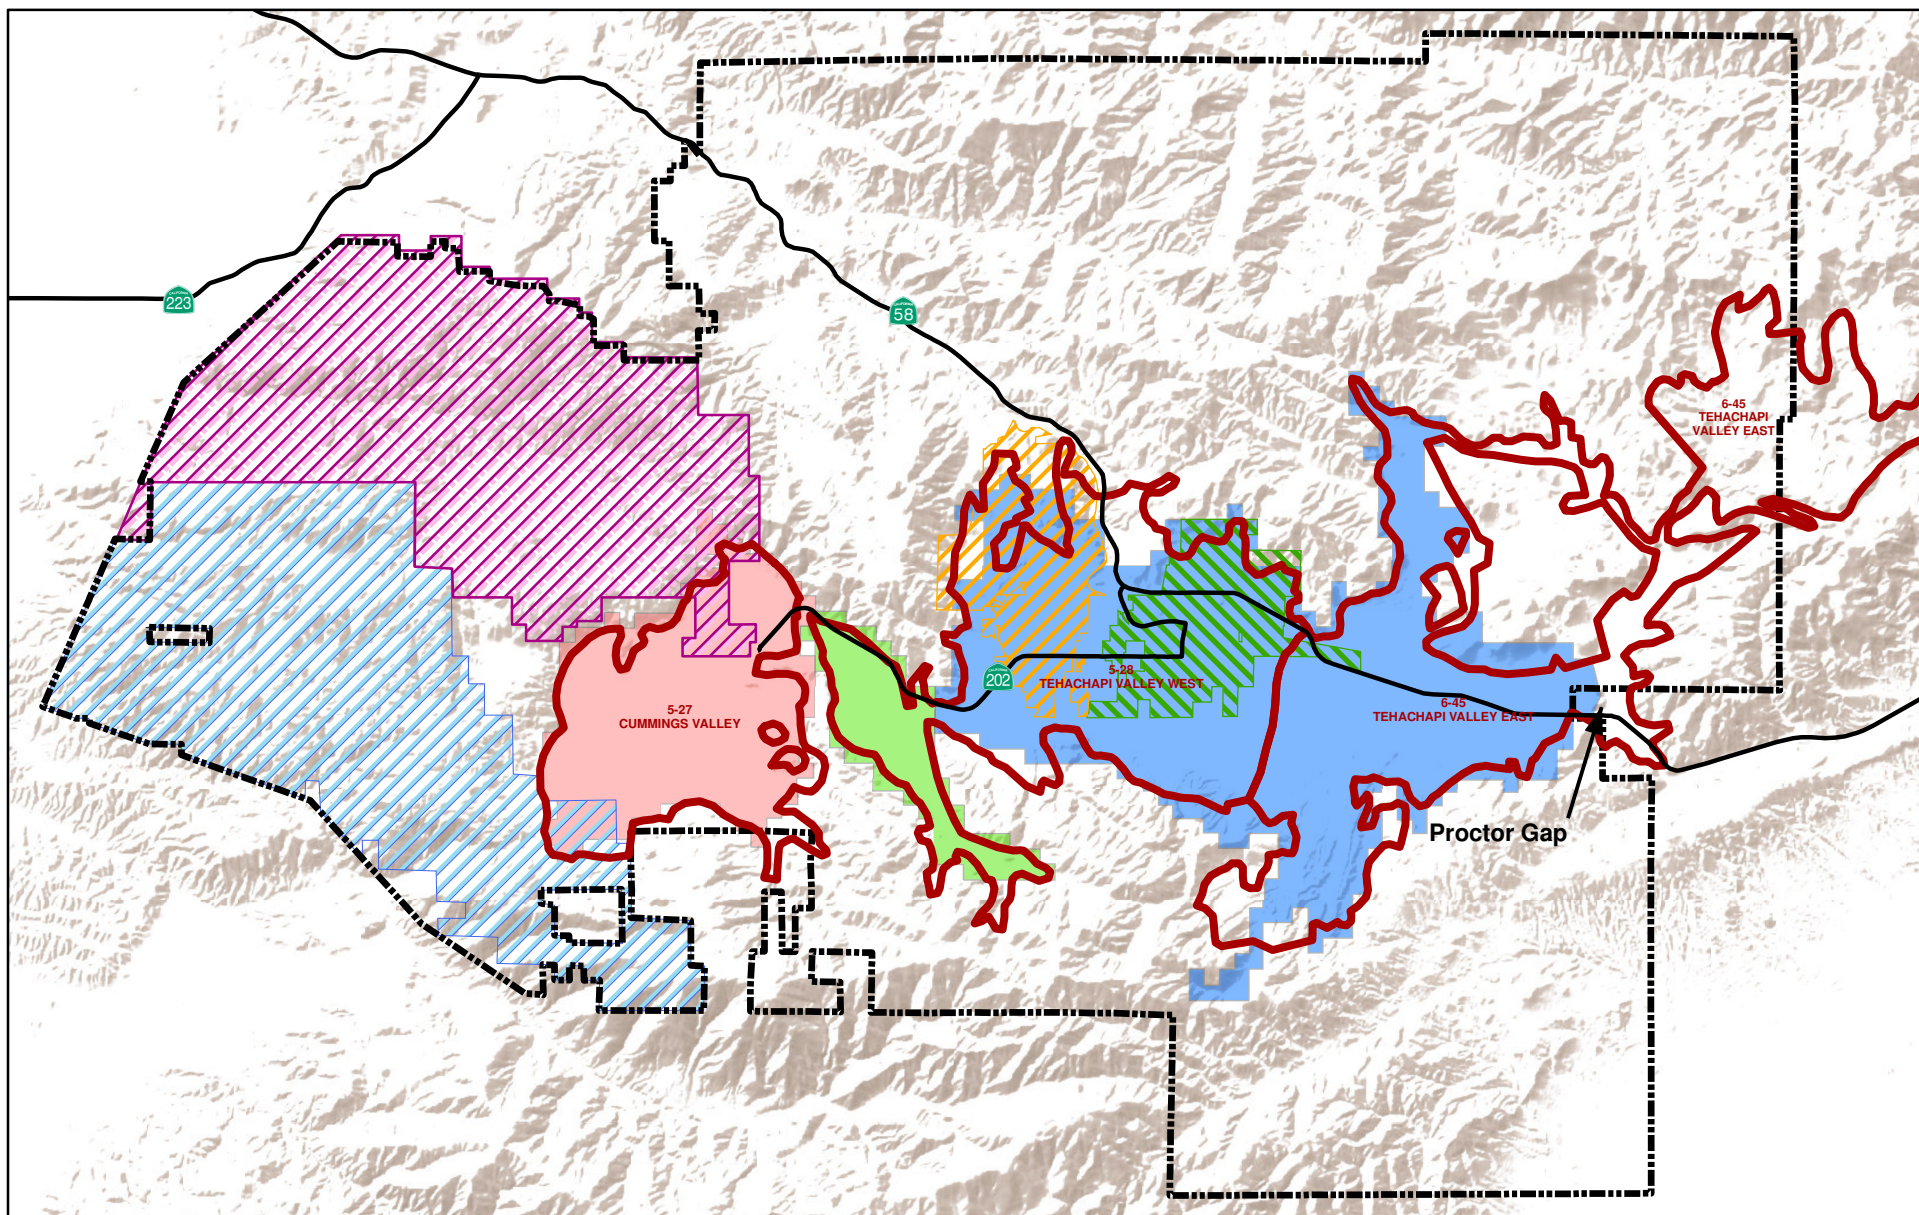 223
58
6-45
TEHACHAPI
VALLEY EAST
202
5-28
TEHACHAPI VALLEY WEST
5-27
CUMMINGS VALLEY
6-45
TEHACHAPI VALLEY EAST
Proctor Gap